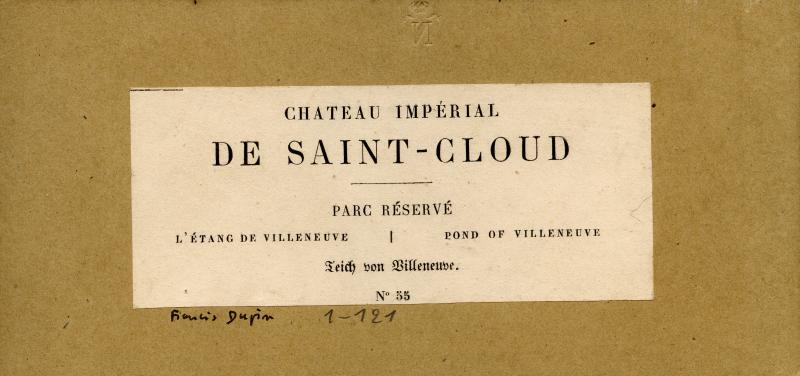 CHATEAU IMPÉRIAL
DE SAINT-CLOUD
PARC RÉSERVÉ
L'ÉTANG DE VILLENEUVE | POND OF VILLENEUVE
Teich von Villeneuve.
Nº 55
Francis Dupin 1-121